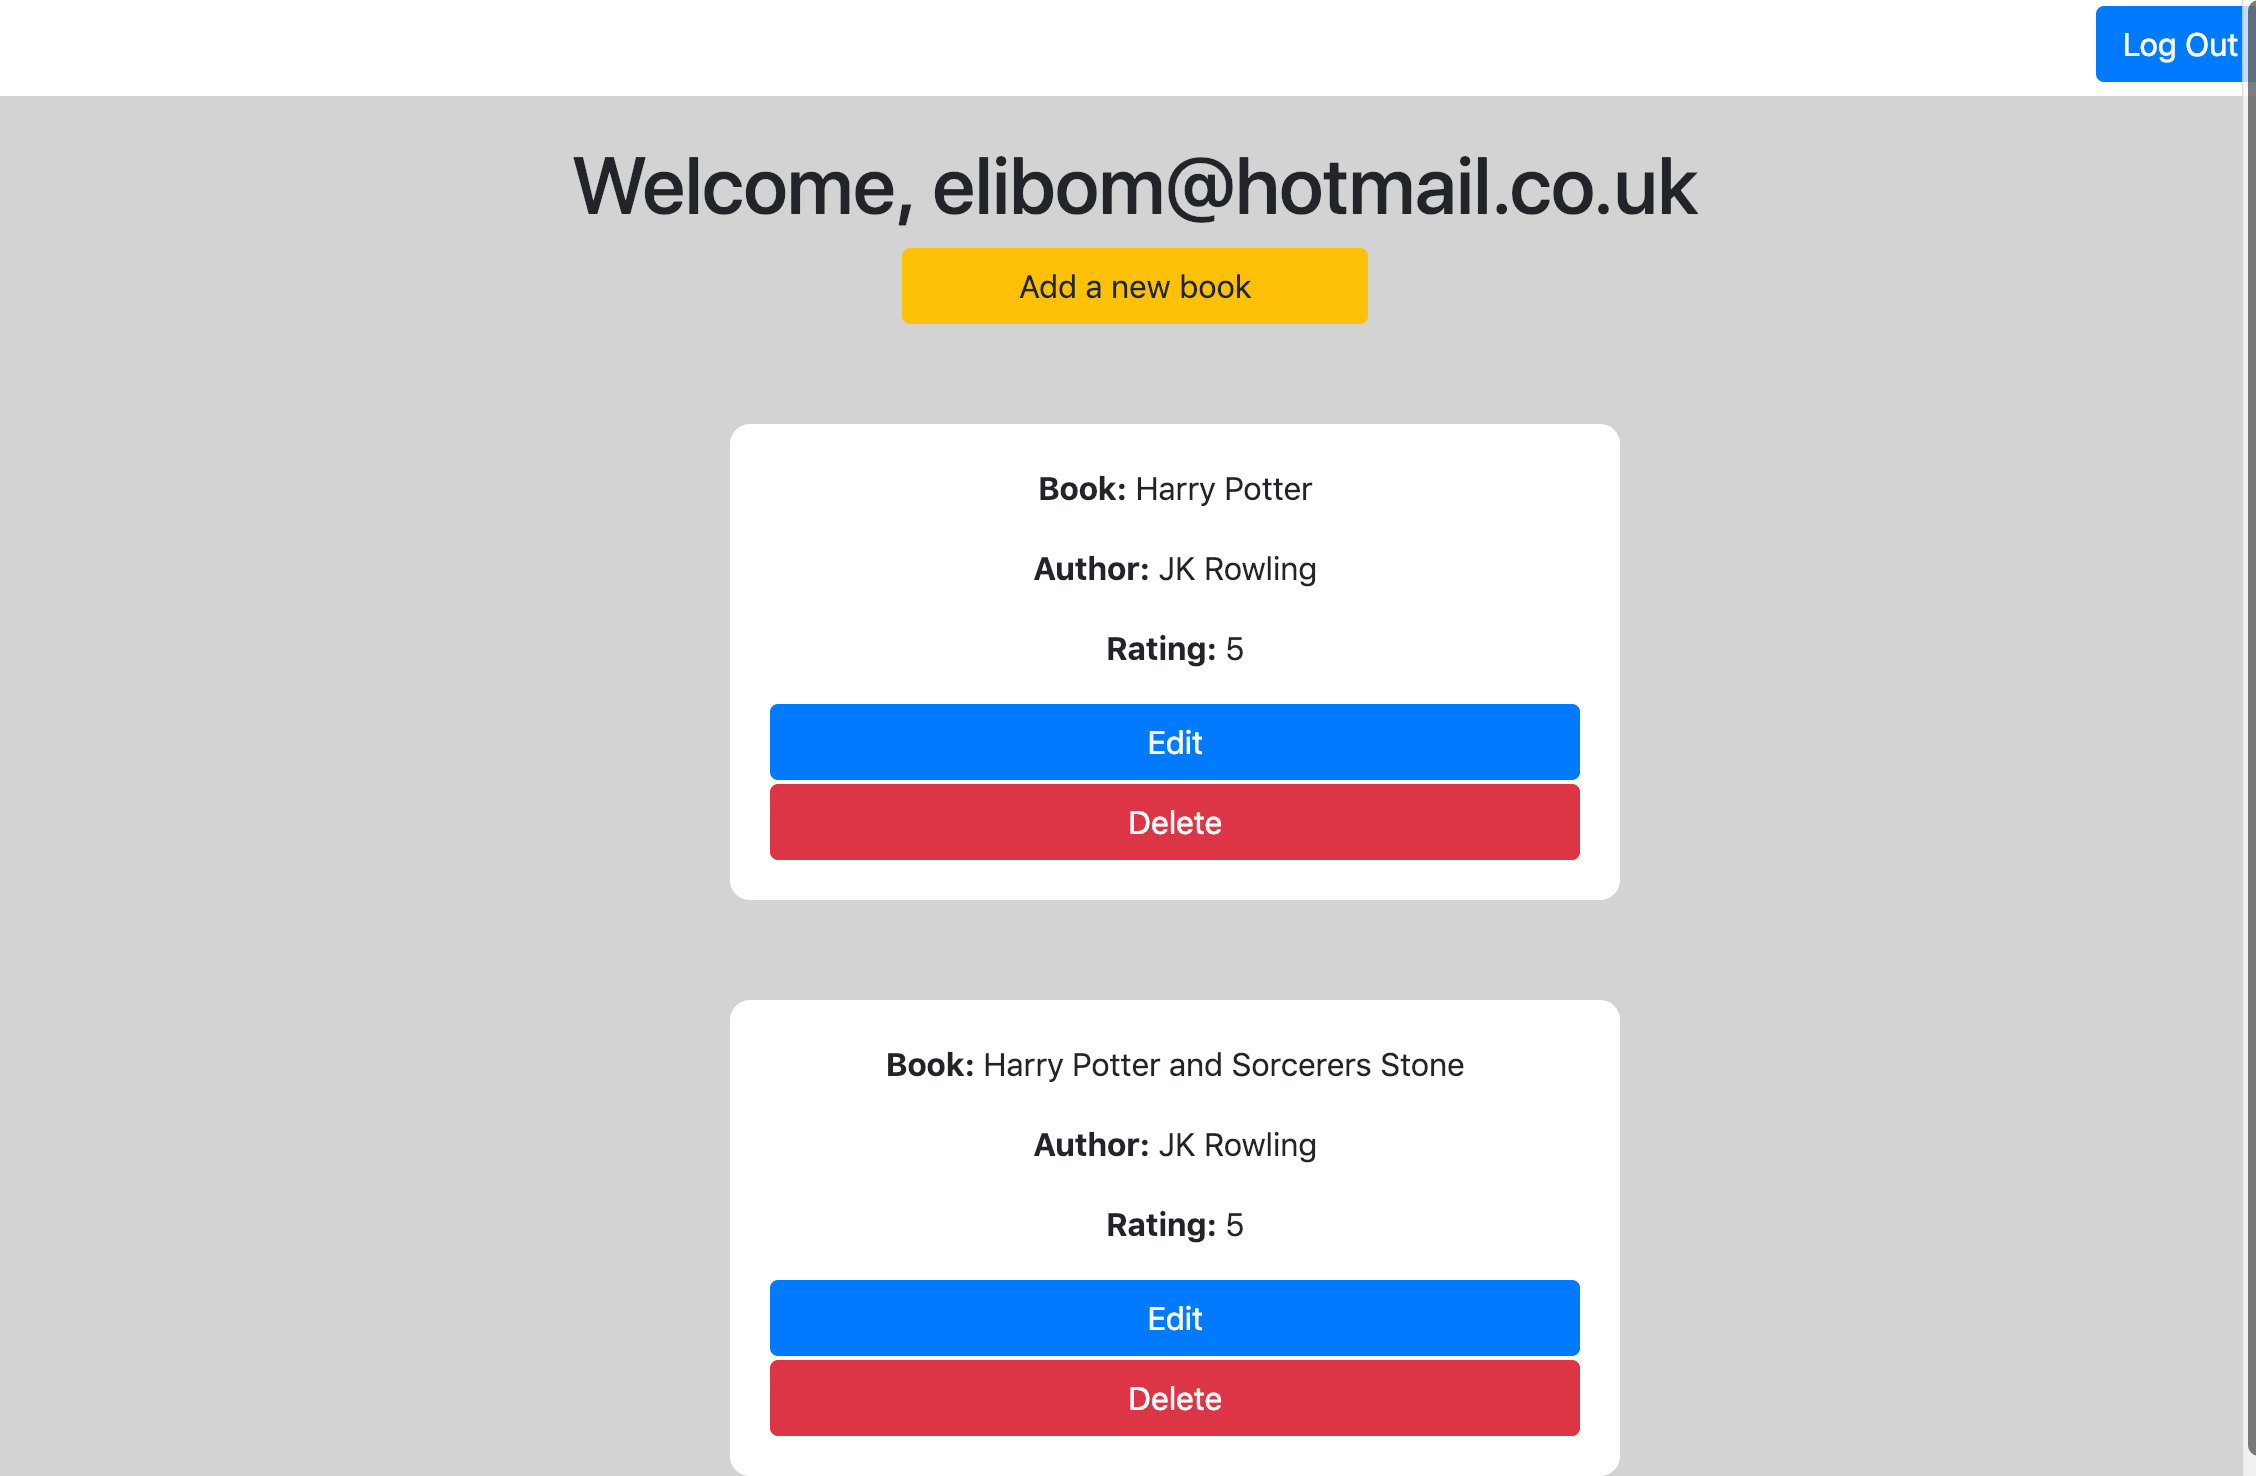 Log Out
Welcome, elibom@hotmail.co.uk
Add a new book
Book: Harry Potter
Author: JK Rowling
Rating: 5
Edit
Delete
Book: Harry Potter and Sorcerers Stone
Author: JK Rowling
Rating: 5
Edit
Delete